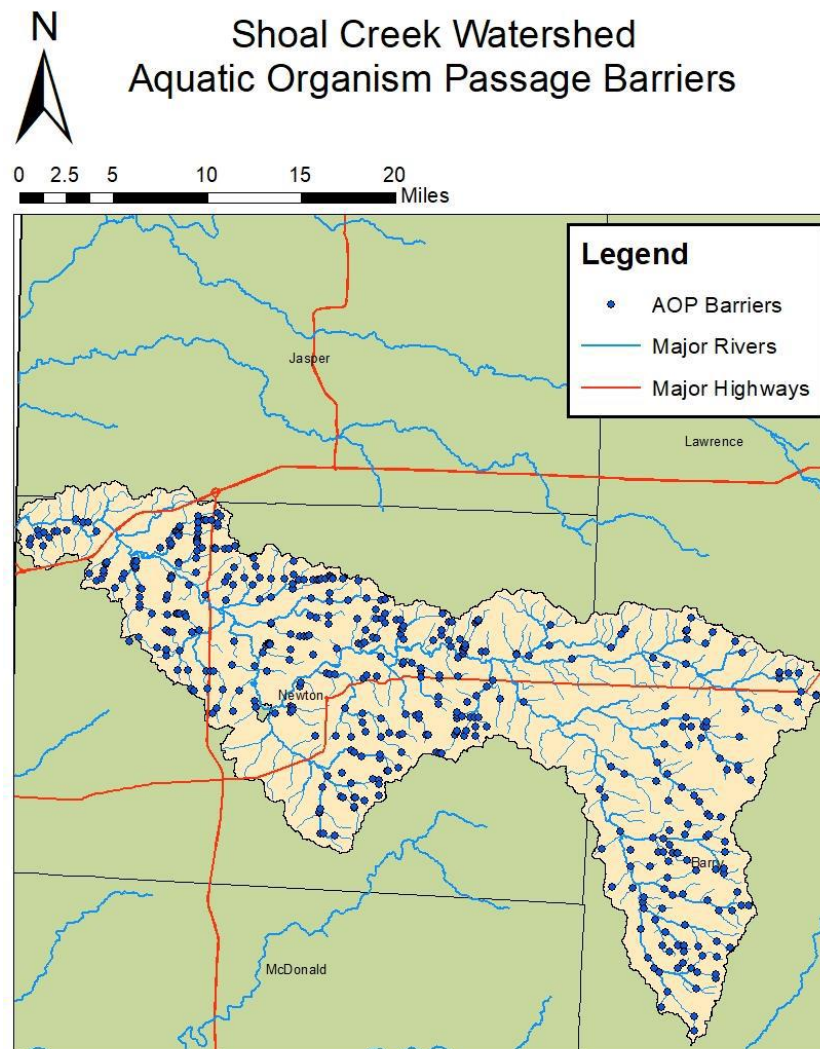 N
Shoal Creek Watershed
Aquatic Organism Passage Barriers
0 2.5 5 10 15 20
Miles
Legend
AOP Barriers
Major Rivers
Major Highways
Jasper
Lawrence
Newton
Barry
McDonald